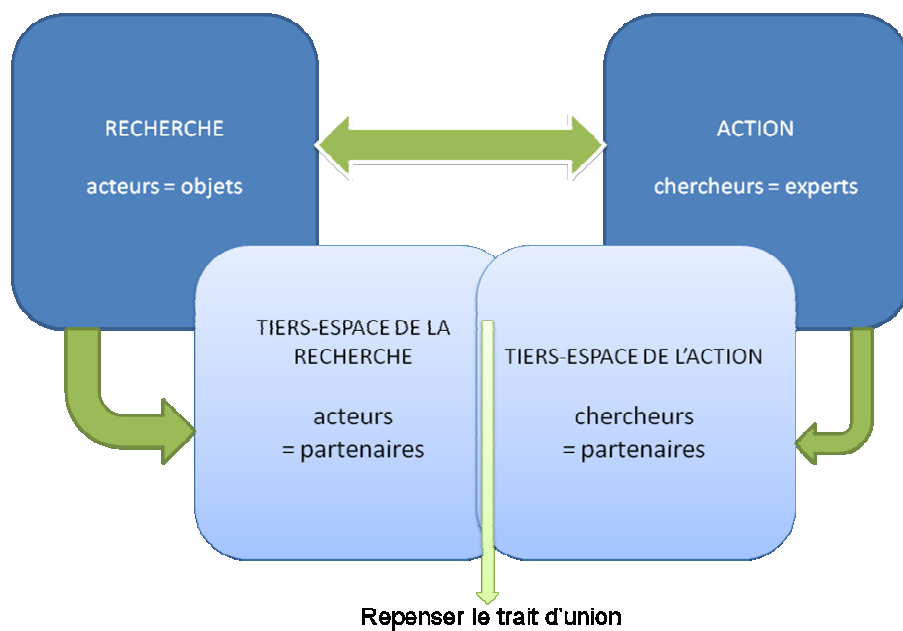 RECHERCHE
acteurs = objets
ACTION
chercheurs = experts
TIERS-ESPACE DE LA
RECHERCHE
acteurs
= partenaires
TIERS-ESPACE DE L'ACTION
chercheurs
= partenaires
Repenser le trait d'union